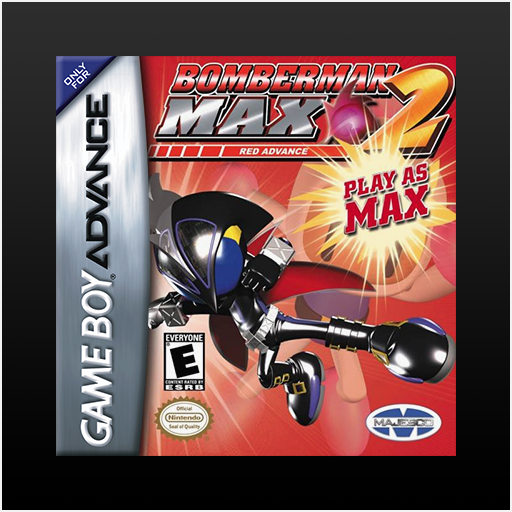 ONLY
FOR
GAME BOY ADVANCE
BOMBERMAN
MAX 2
RED ADVANCE
PLAY AS
MAX
EVERYONE
E
CONTENT RATED BY
ESRB
Official
Nintendo
Seal of Quality
MAJESCO